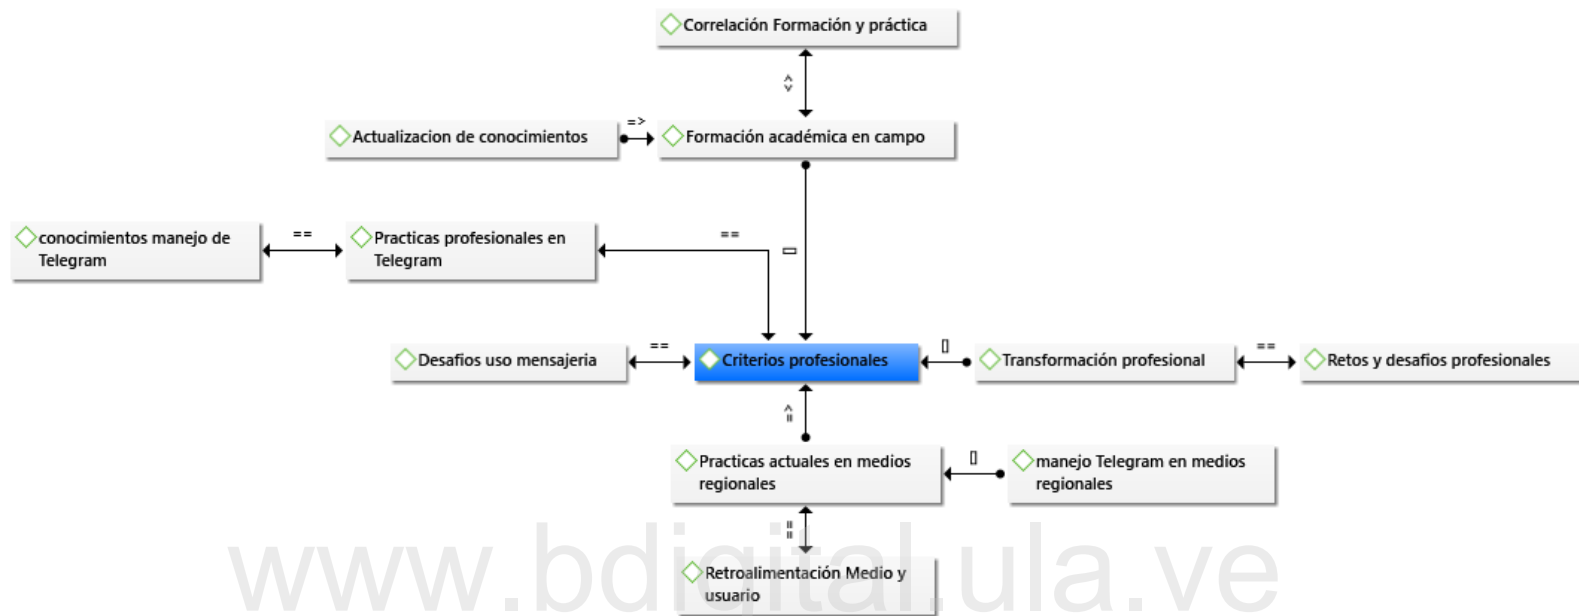 Correlación Formación y práctica
<>
Actualizacion de conocimientos
=>
Formación académica en campo
conocimientos manejo de
Telegram
==
Practicas profesionales en
Telegram
==
[]
Desafios uso mensajeria
==
Criterios profesionales
[]
Transformación profesional
==
Retos y desafios profesionales
=>
Practicas actuales en medios
regionales
[]
manejo Telegram en medios
regionales
==
www.bdigital.ula.ve
Retroalimentación Medio y
usuario